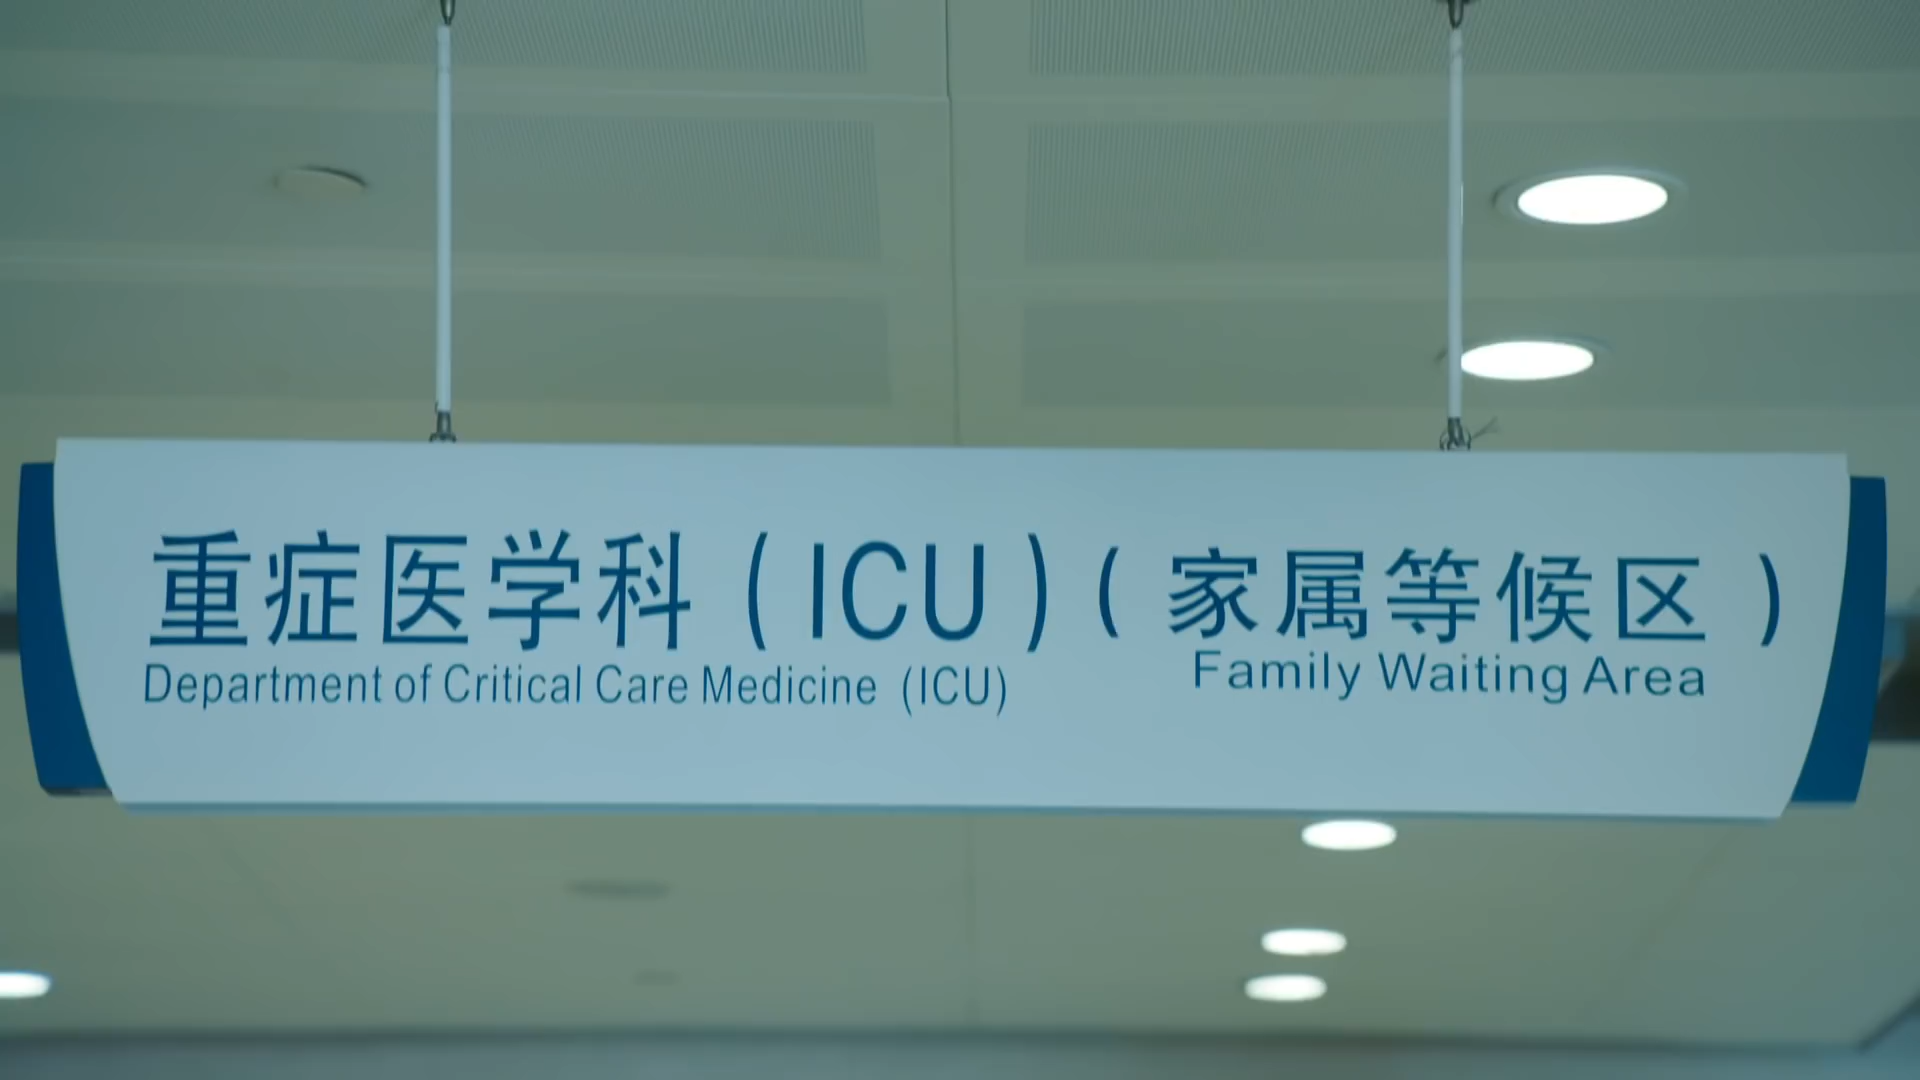 重症医学科(ICU)(家属等候区)
Department of Critical Care Medicine (ICU) Family Waiting Area